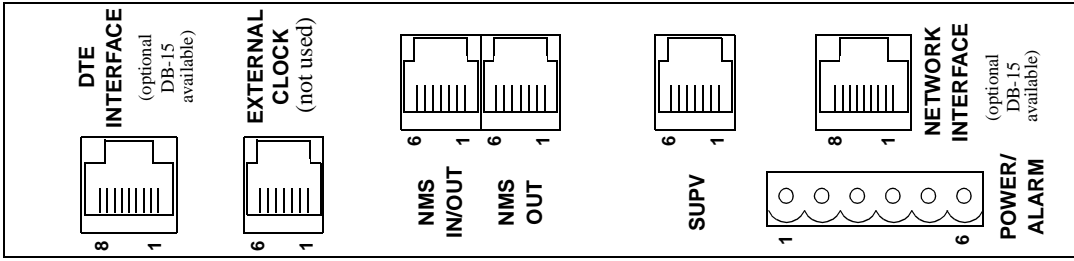 DTE
INTERFACE
(optional
DB-15
available)
8
1
EXTERNAL
CLOCK
(not used)
6
1
6
1
NMS
IN/OUT
6
1
NMS
OUT
6
1
SUPV
8
1
NETWORK
INTERFACE
(optional
DB-15
available)
1
6
POWER/
ALARM